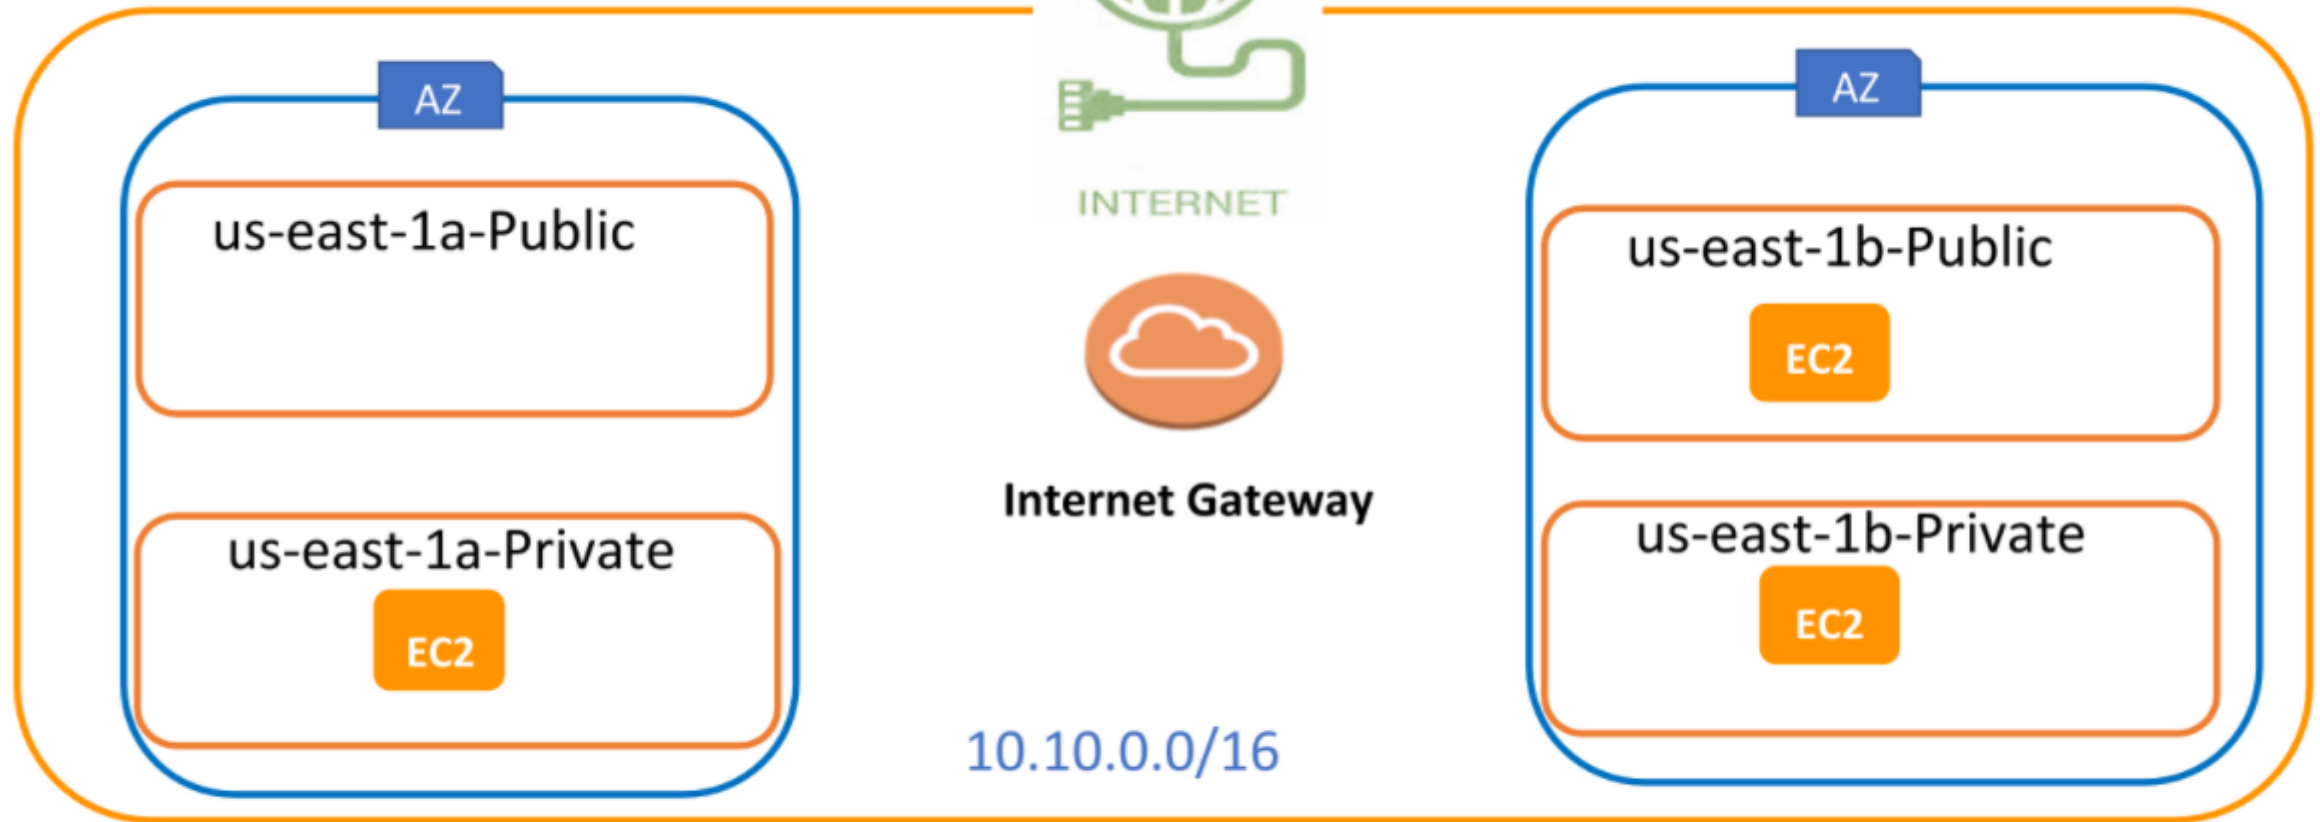 AZ
us-east-1a-Public
us-east-1a-Private
EC2
INTERNET
Internet Gateway
10.10.0.0/16
AZ
us-east-1b-Public
EC2
us-east-1b-Private
EC2